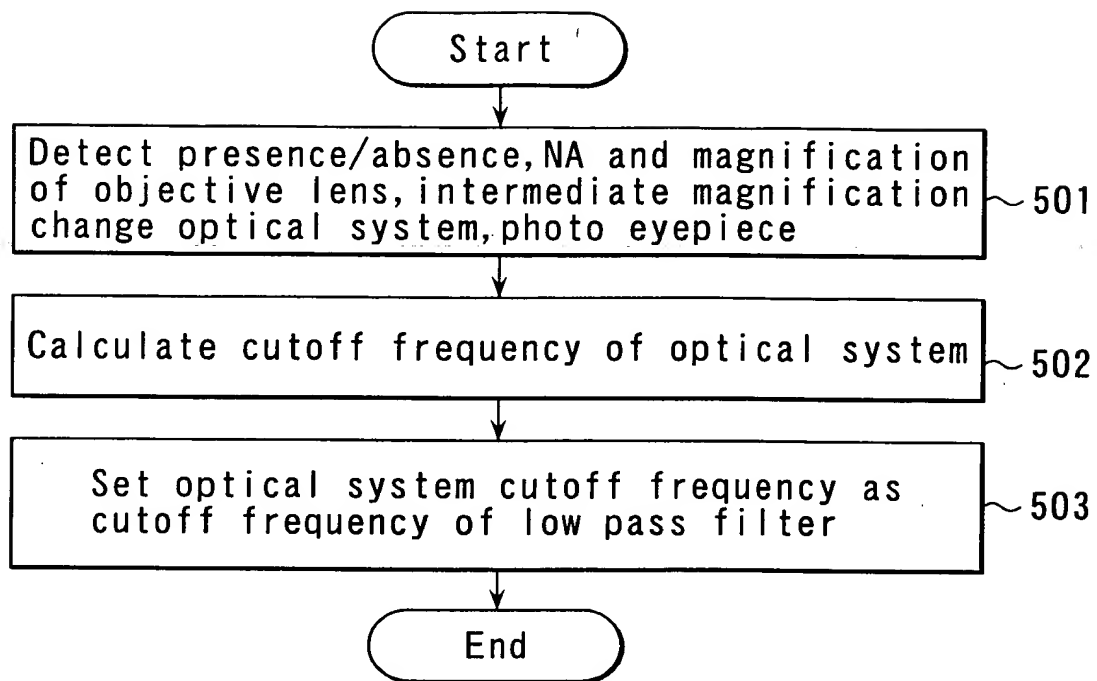 Start
Detect presence/absence, NA and magnification
of objective lens, intermediate magnification
change optical system, photo eyepiece
501
Calculate cutoff frequency of optical system
502
Set optical system cutoff frequency as
cutoff frequency of low pass filter
503
End